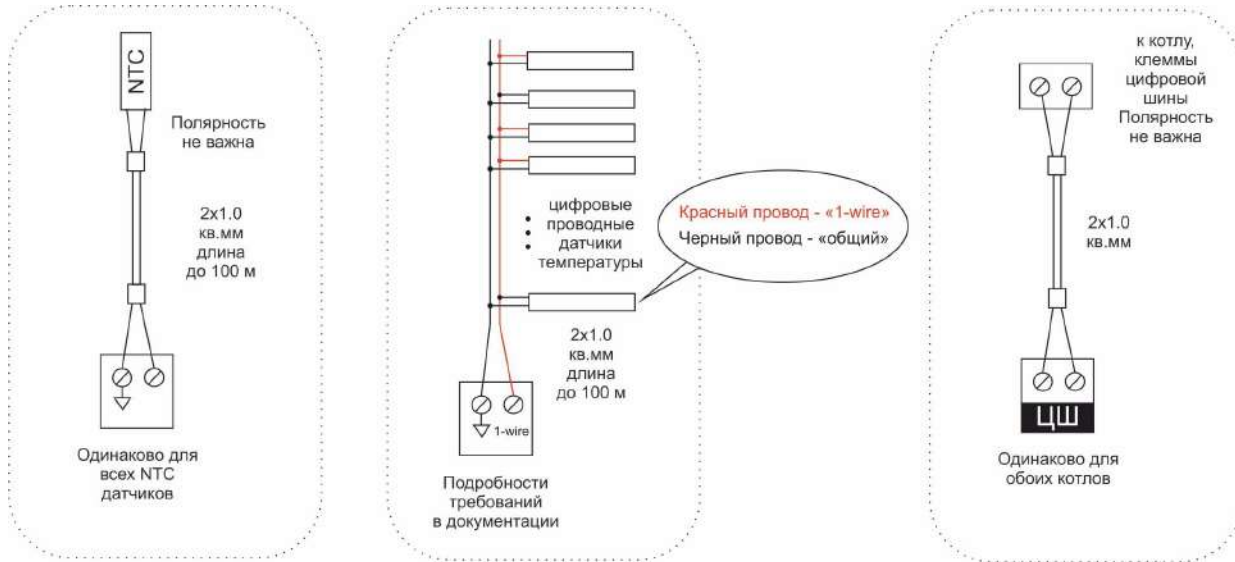 NTC
Полярность
не важна
2x1.0
кв.мм
длина
до 100 м
Одинаково для
всех NTC
датчиков
цифровые
проводные
датчики
температуры
Красный провод - «1-wire»
Черный провод - «общий»
2x1.0
кв.мм
длина
до 100 м
1-wire
Подробности
требований
в документации
к котлу,
клеммы
цифровой
шины
Полярность
не важна
2x1.0
кв.мм
ЦШ
Одинаково для
обоих котлов